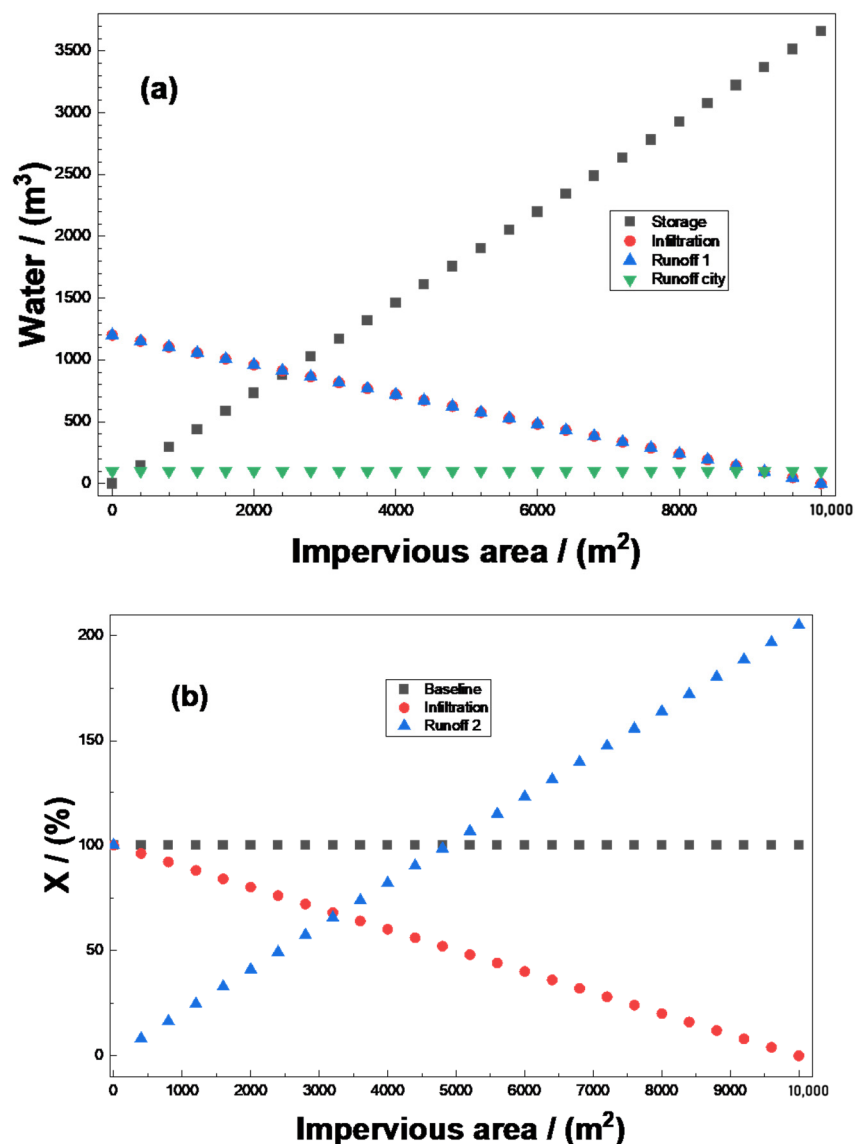 3500
3000
2500
2000
1500
1000
500
0
(a)
Water / (m³)
Storage
Infiltration
Runoff 1
Runoff city
0 2000 4000 6000 8000 10,000
Impervious area / (m²)
200
150
100
50
0
(b)
X / (%)
Baseline
Infiltration
Runoff 2
0 1000 2000 3000 4000 5000 6000 7000 8000 9000 10,000
Impervious area / (m²)